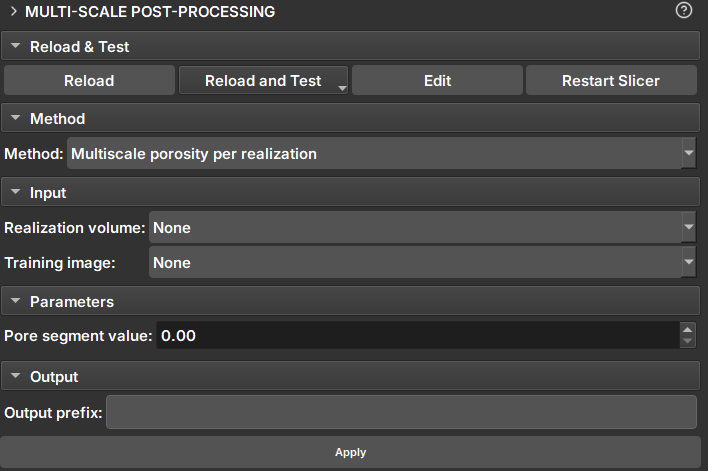 MULTI-SCALE POST-PROCESSING
Reload & Test
Reload Reload and Test Edit Restart Slicer
Method
Method: Multiscale porosity per realization
Input
Realization volume: None
Training image: None
Parameters
Pore segment value: 0.00
Output
Output prefix:
Apply